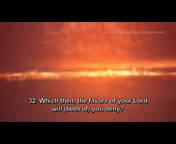 32. Which then, the favors of your Lord
will (both of) you deny?